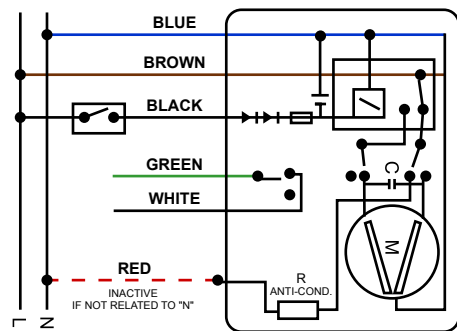 BLUE
BROWN
BLACK
GREEN
WHITE
RED
INACTIVE
IF NOT RELATED TO "N"
R
ANTI-COND.
C
M
L
N